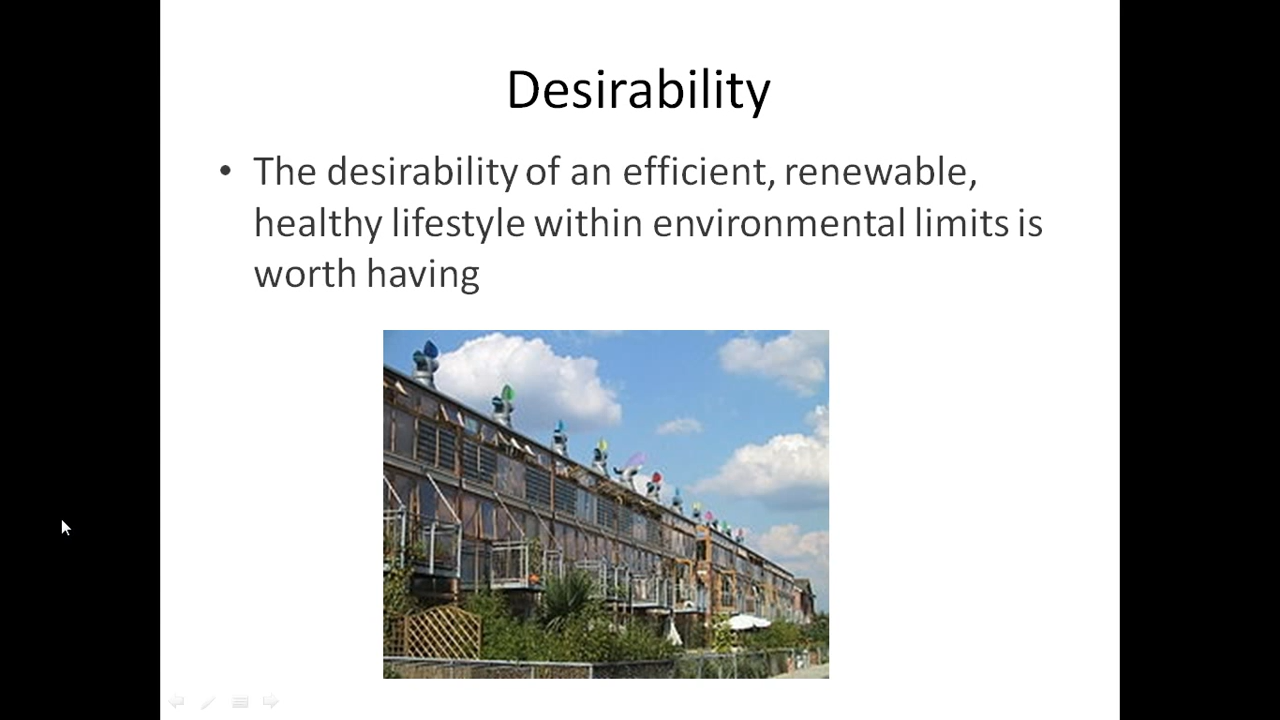 Desirability
• The desirability of an efficient, renewable,
healthy lifestyle within environmental limits is
worth having